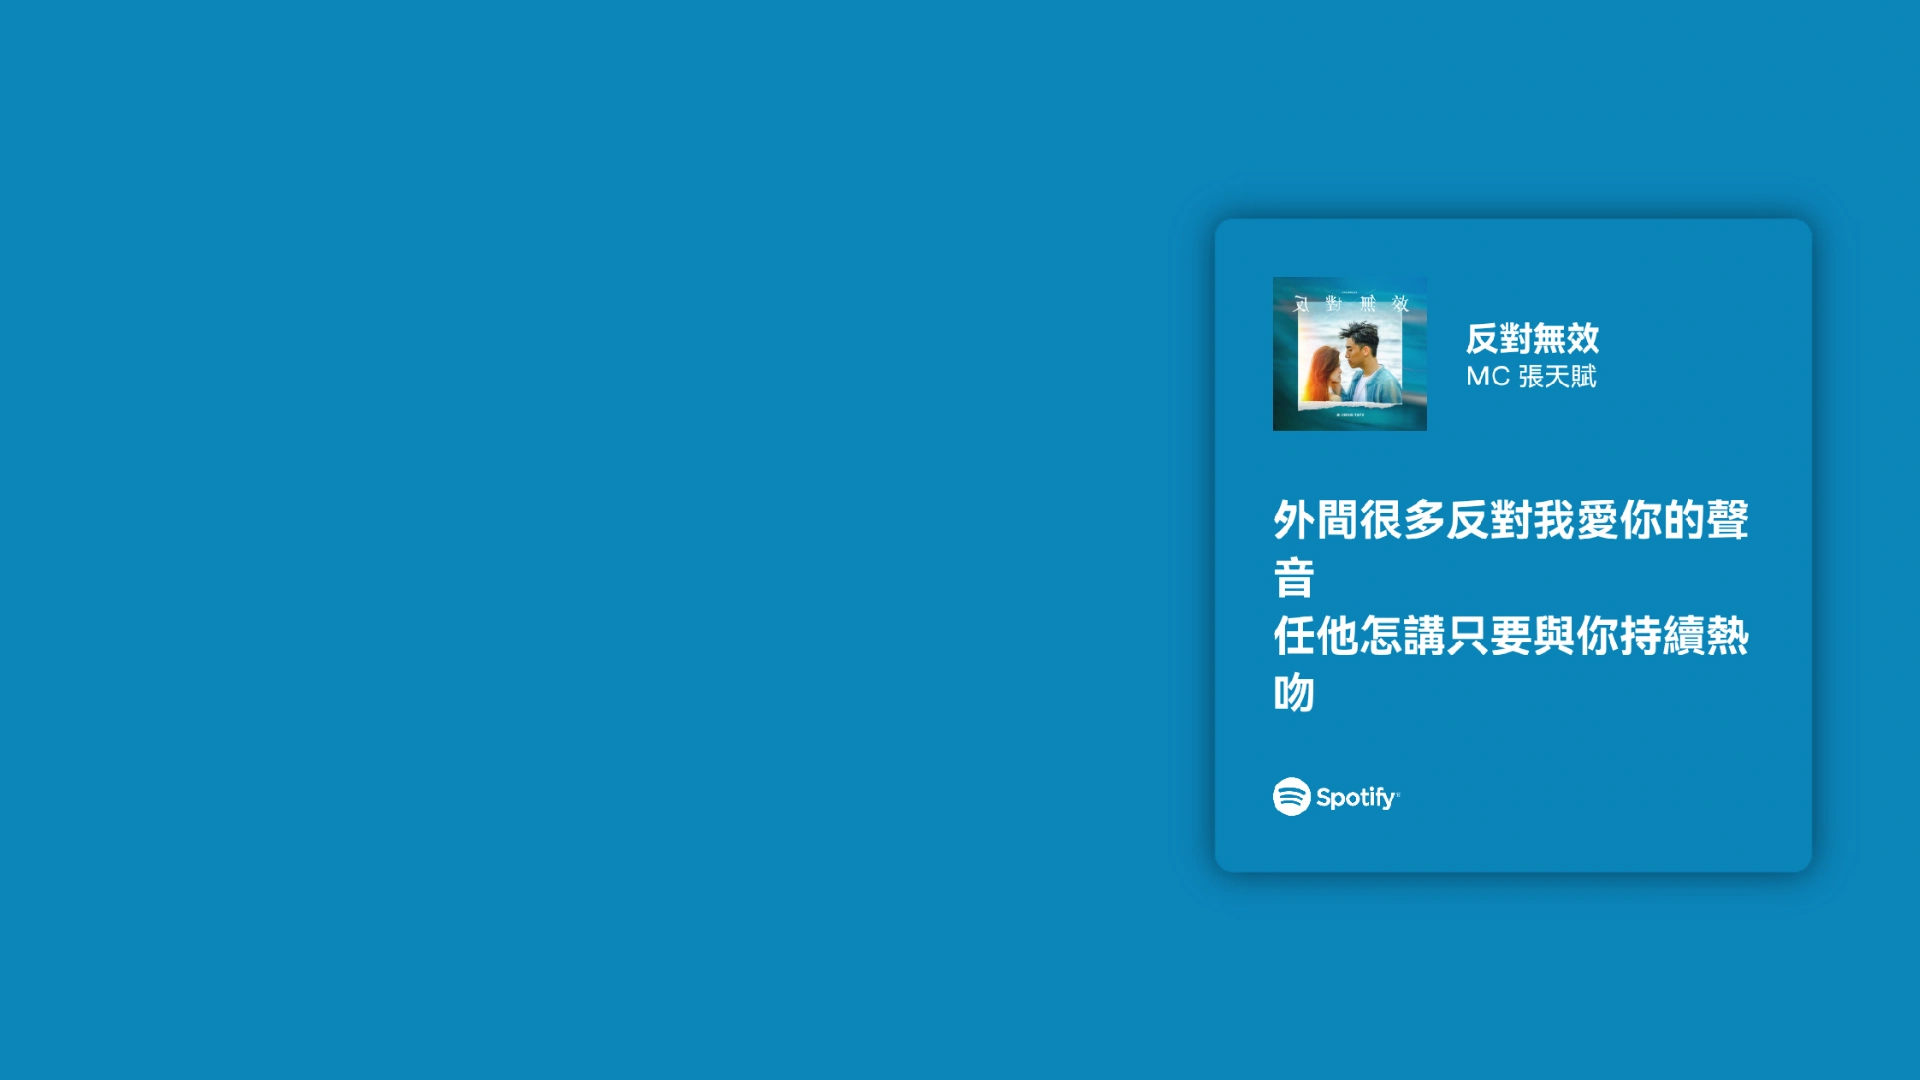 反對無效
反對無效
MC 張天賦
外間很多反對我愛你的聲
音
任他怎講只要與你持續熱
吻
Spotify